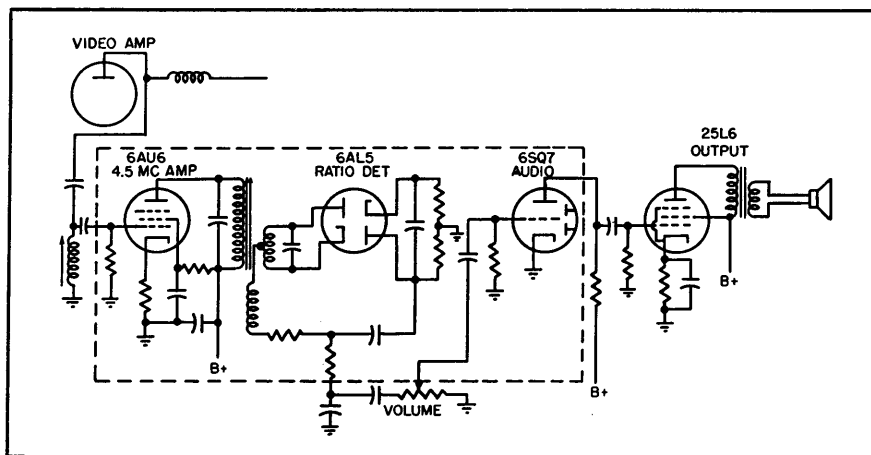 VIDEO AMP
6AU6
4.5 MC AMP
6AL5
RATIO DET
6SQ7
AUDIO
25L6
OUTPUT
B+
B+
B+
VOLUME